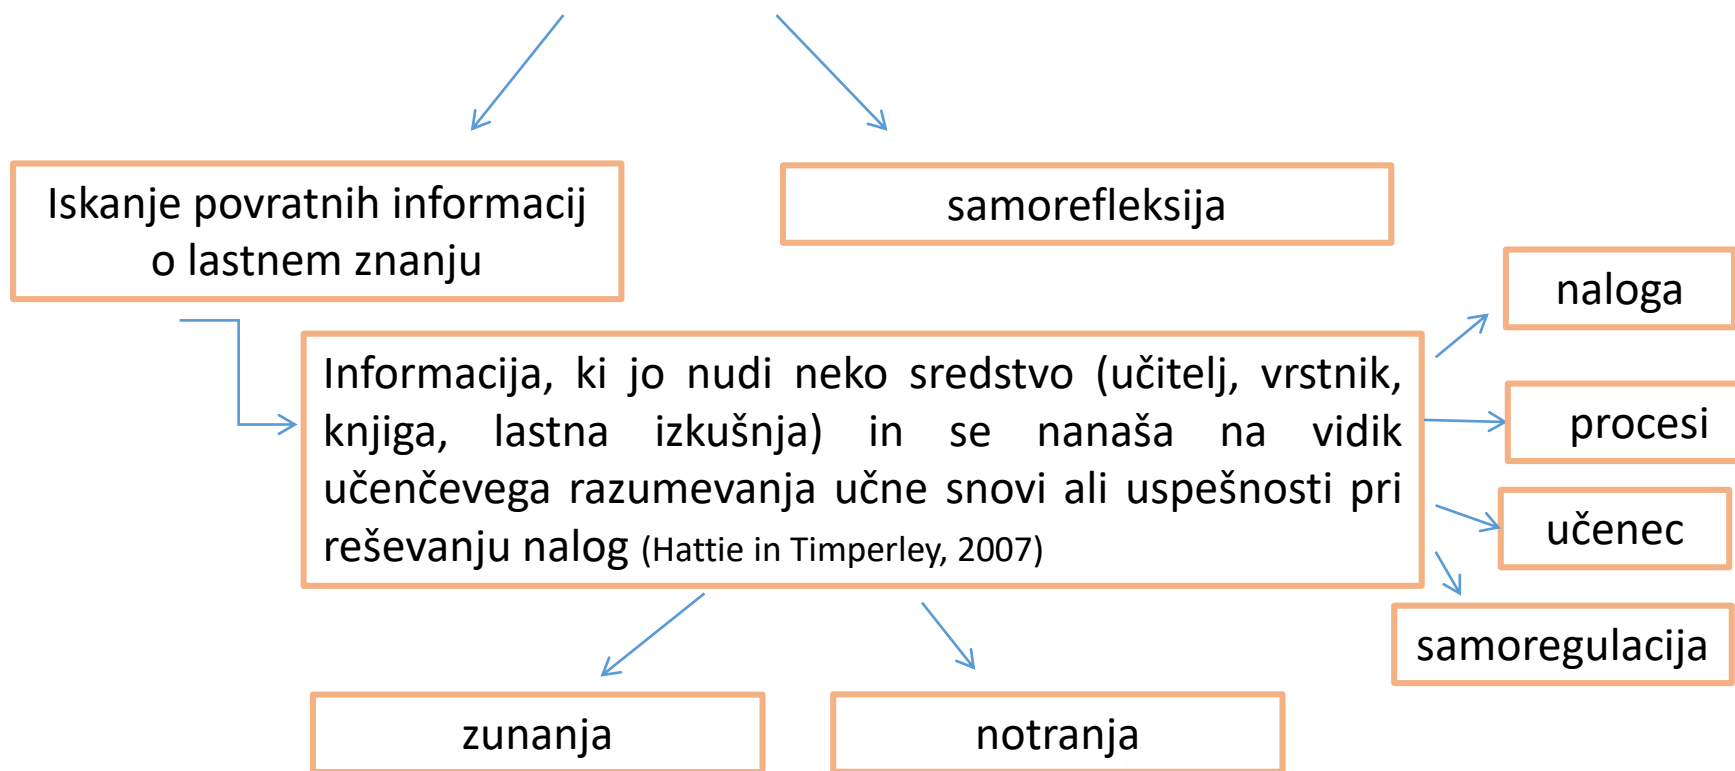 Iskanje povratnih informacij
o lastnem znanju
samorefleksija
naloga
Informacija, ki jo nudi neko sredstvo (učitelj, vrstnik,
knjiga, lastna izkušnja) in se nanaša na vidik
učenčevega razumevanja učne snovi ali uspešnosti pri
reševanju nalog (Hattie in Timperley, 2007)
procesi
učenec
samoregulacija
zunanja
notranja